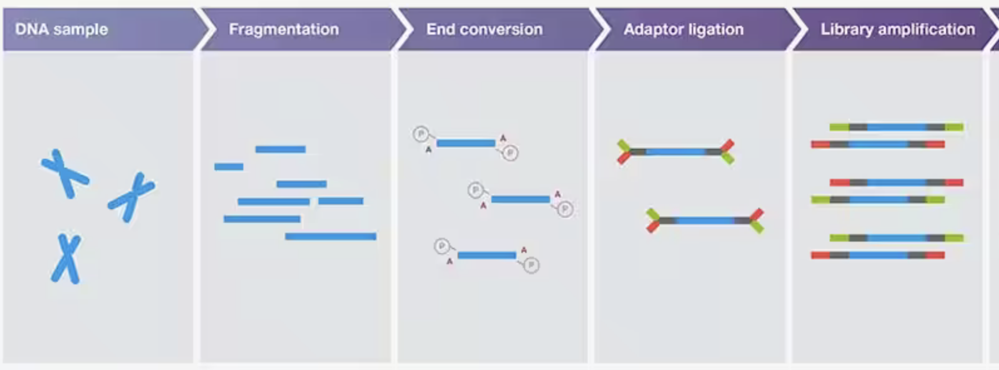 DNA sample
Fragmentation
End conversion
Adaptor ligation
Library amplification
P
A
A
P
P
A
A
P
P
A
A
P